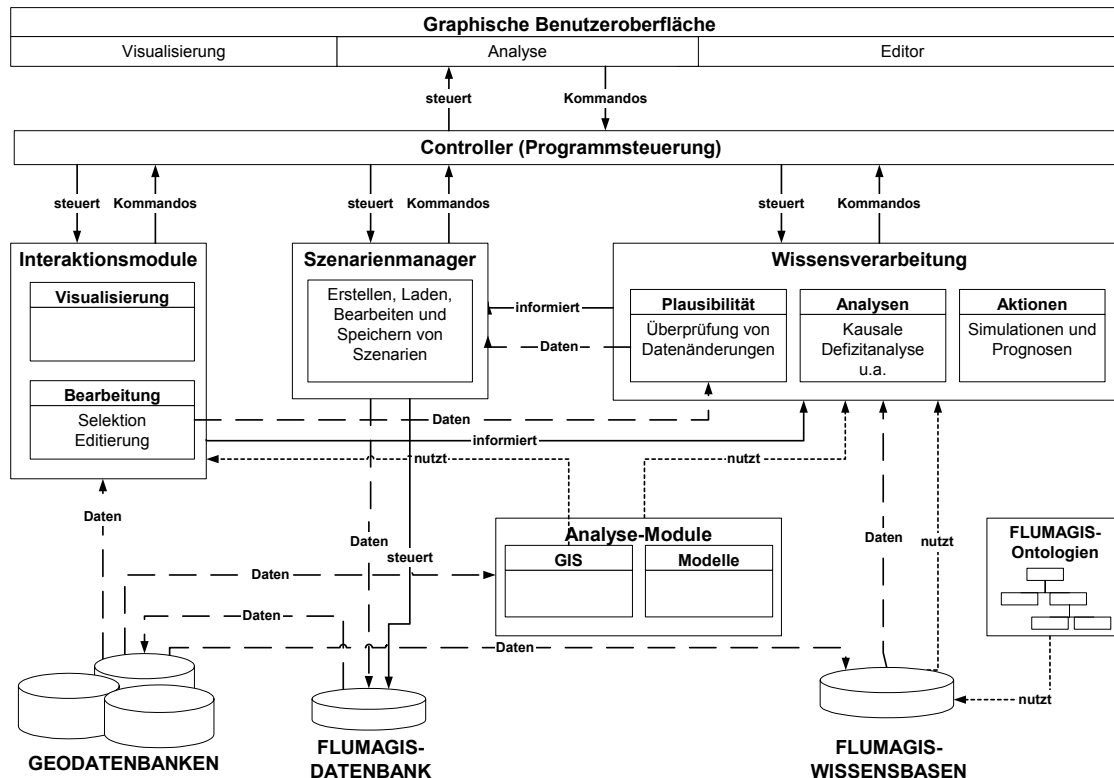 Graphische Benutzeroberfläche
Visualisierung
Analyse
Editor
steuert
Kommandos
Controller (Programmsteuerung)
steuert
Kommandos
steuert
Kommandos
steuert
Kommandos
Interaktionsmodule
Visualisierung
Bearbeitung
Selektion
Editierung
Szenarienmanager
Erstellen, Laden,
Bearbeiten und
Speichern von
Szenarien
informiert
Daten
Wissensverarbeitung
Plausibilität
Überprüfung von
Datenänderungen
Analysen
Kausale
Defizitanalyse
u.a.
Aktionen
Simulationen und
Prognosen
Daten
informiert
nutzt
nutzt
Daten
Daten
steuert
Analyse-Module
GIS
Modelle
Daten
nutzt
FLUMAGIS-
Ontologien
Daten
Daten
Daten
nutzt
GEODATENBANKEN
FLUMAGIS-
DATENBANK
FLUMAGIS-
WISSENSBASEN